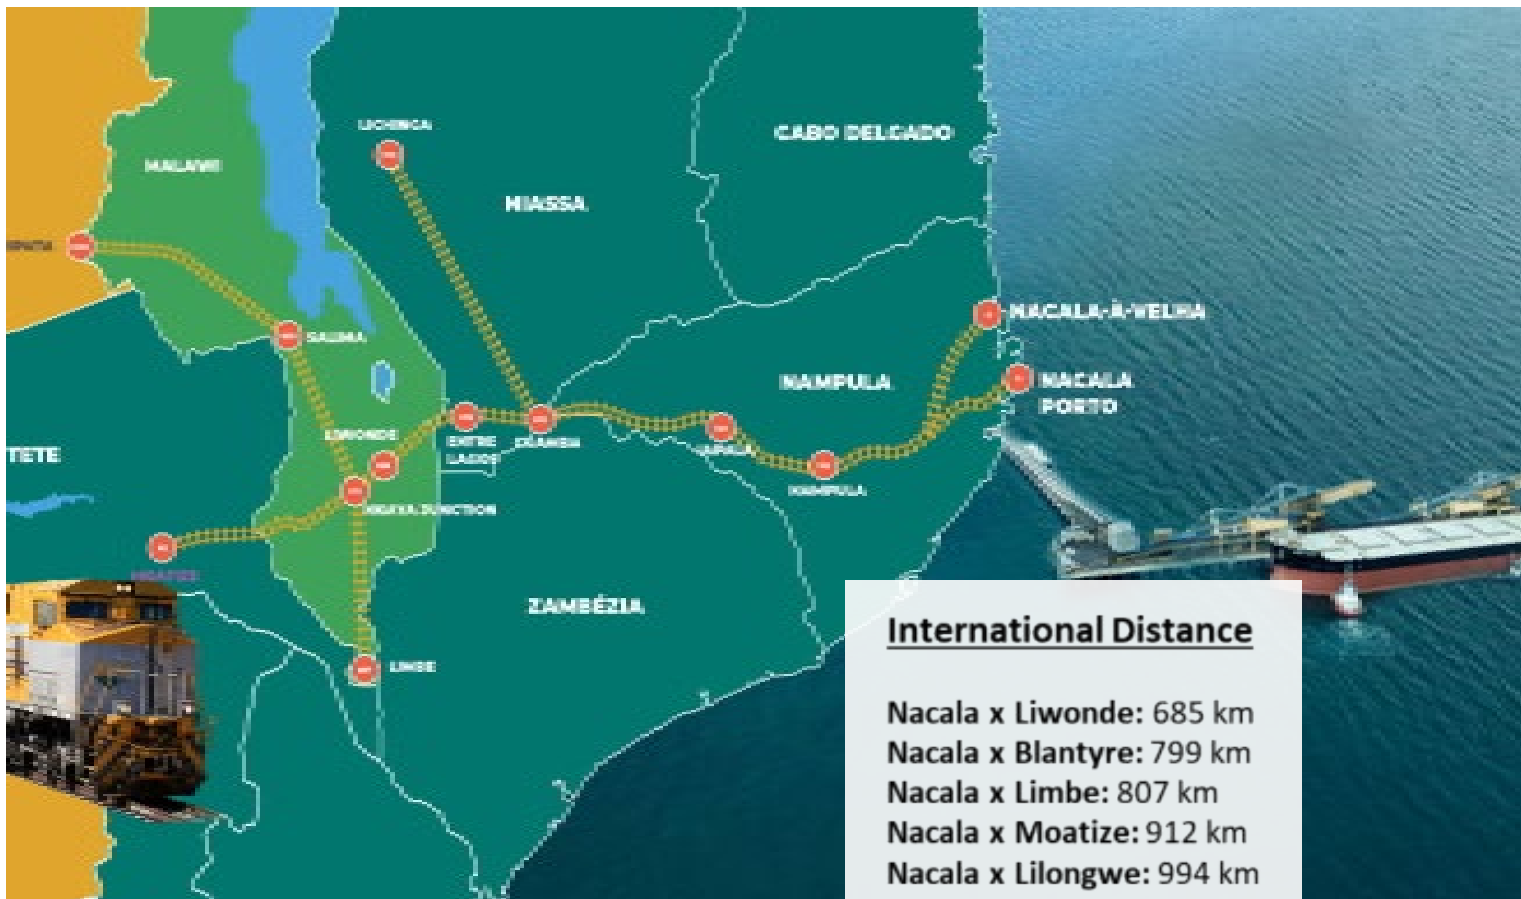 LICHINGA
CABO DELGADO
MALAWI
NIASSA
SALIMA
NACALA-À-VELHA
NAMPULA
NACALA
PORTO
LIWONDE
ENTRE
LAGOS
TETE
NAMPULA
NKAYA JUNCTION
ZAMBÉZIA
LIMBE
International Distance
Nacala x Liwonde: 685 km
Nacala x Blantyre: 799 km
Nacala x Limbe: 807 km
Nacala x Moatize: 912 km
Nacala x Lilongwe: 994 km